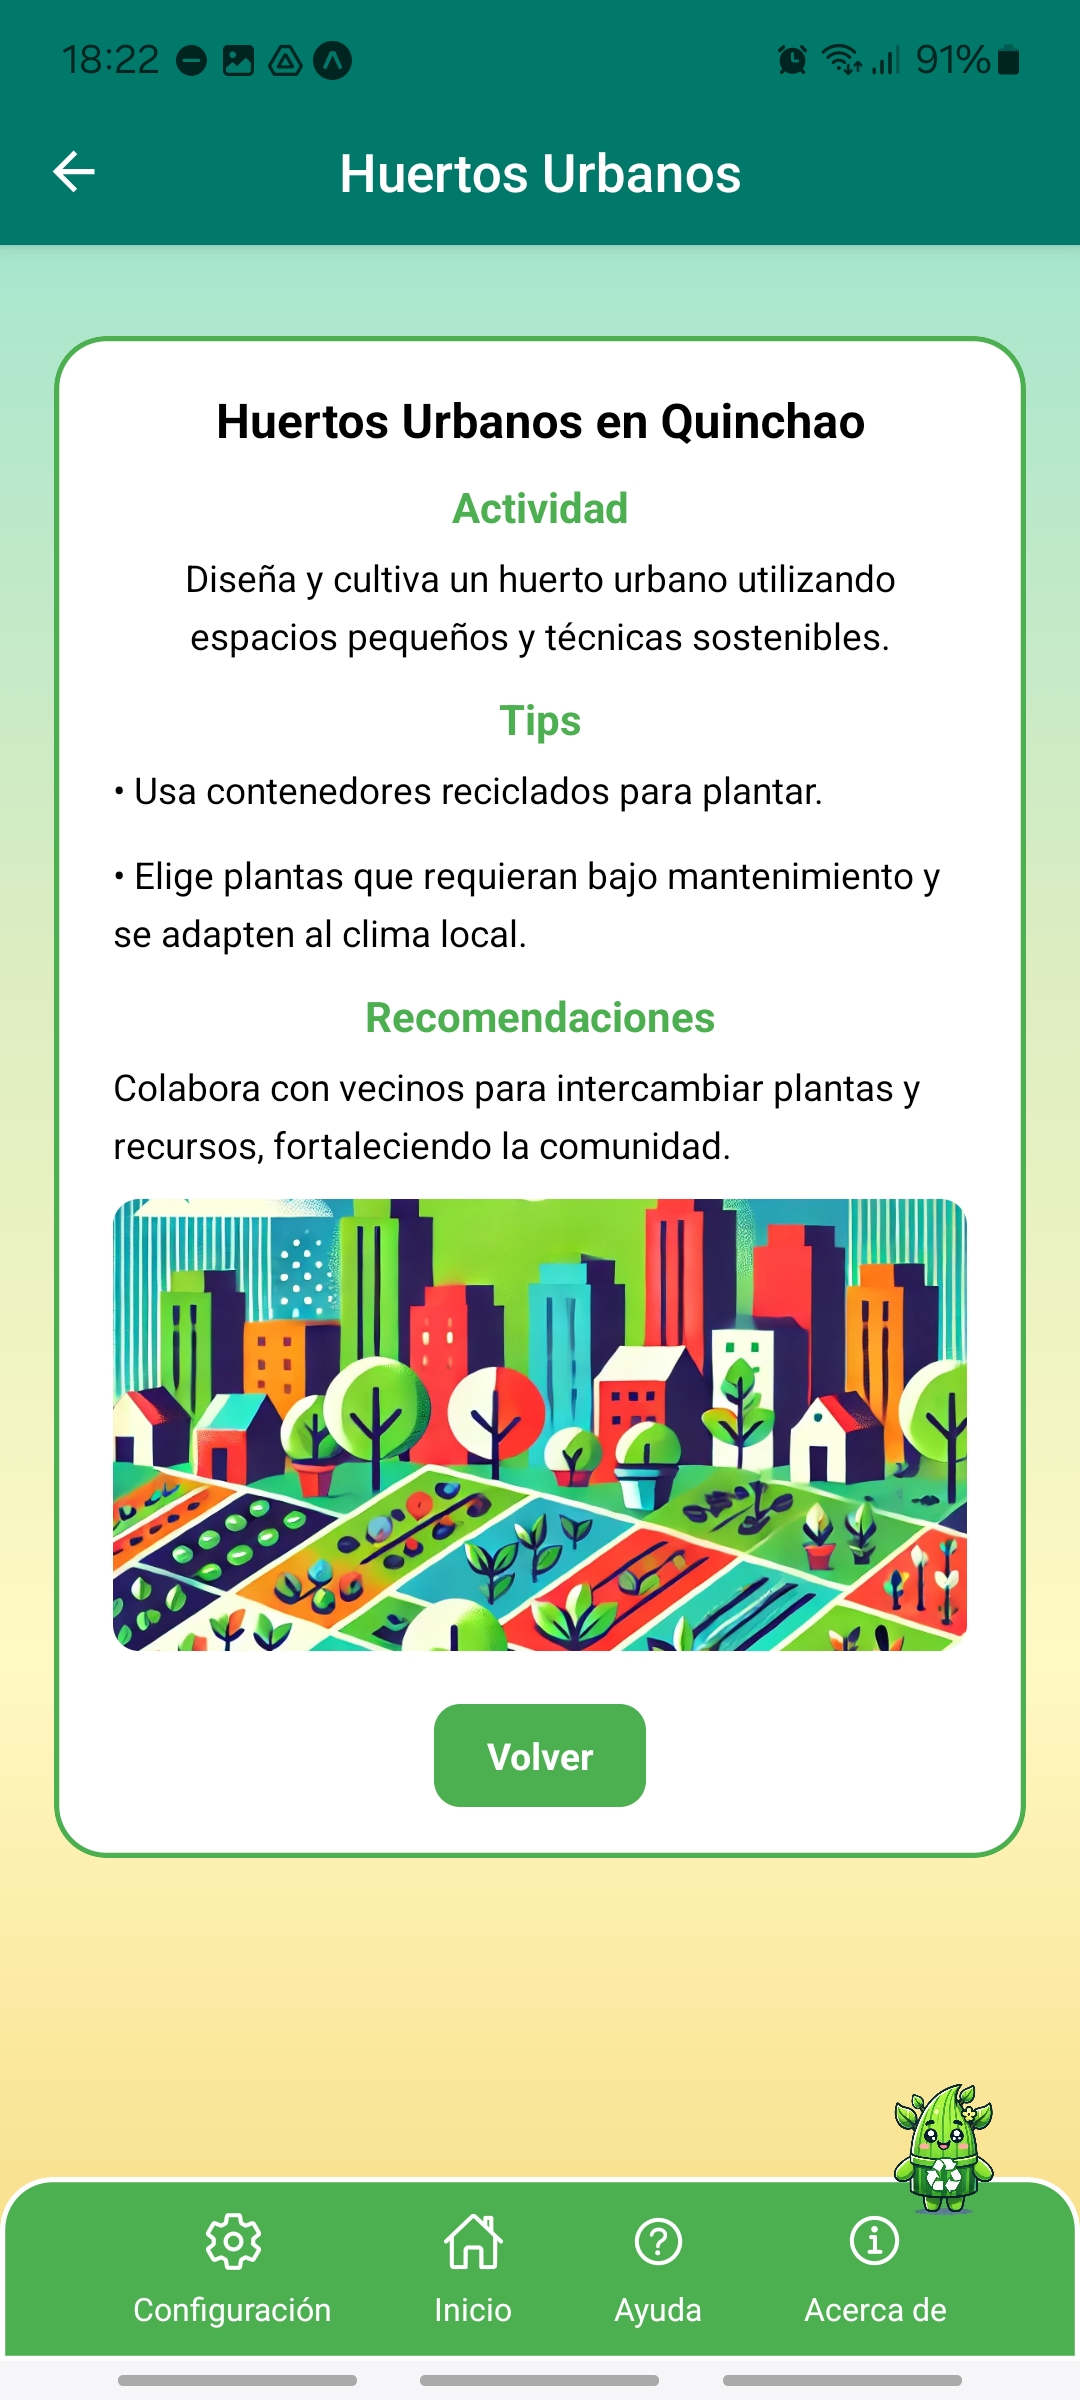 18:22
91%
Huertos Urbanos
Huertos Urbanos en Quinchao
Actividad
Diseña y cultiva un huerto urbano utilizando
espacios pequeños y técnicas sostenibles.
Tips
• Usa contenedores reciclados para plantar.
• Elige plantas que requieran bajo mantenimiento y
se adapten al clima local.
Recomendaciones
Colabora con vecinos para intercambiar plantas y
recursos, fortaleciendo la comunidad.
Volver
Configuración
Inicio
Ayuda
Acerca de